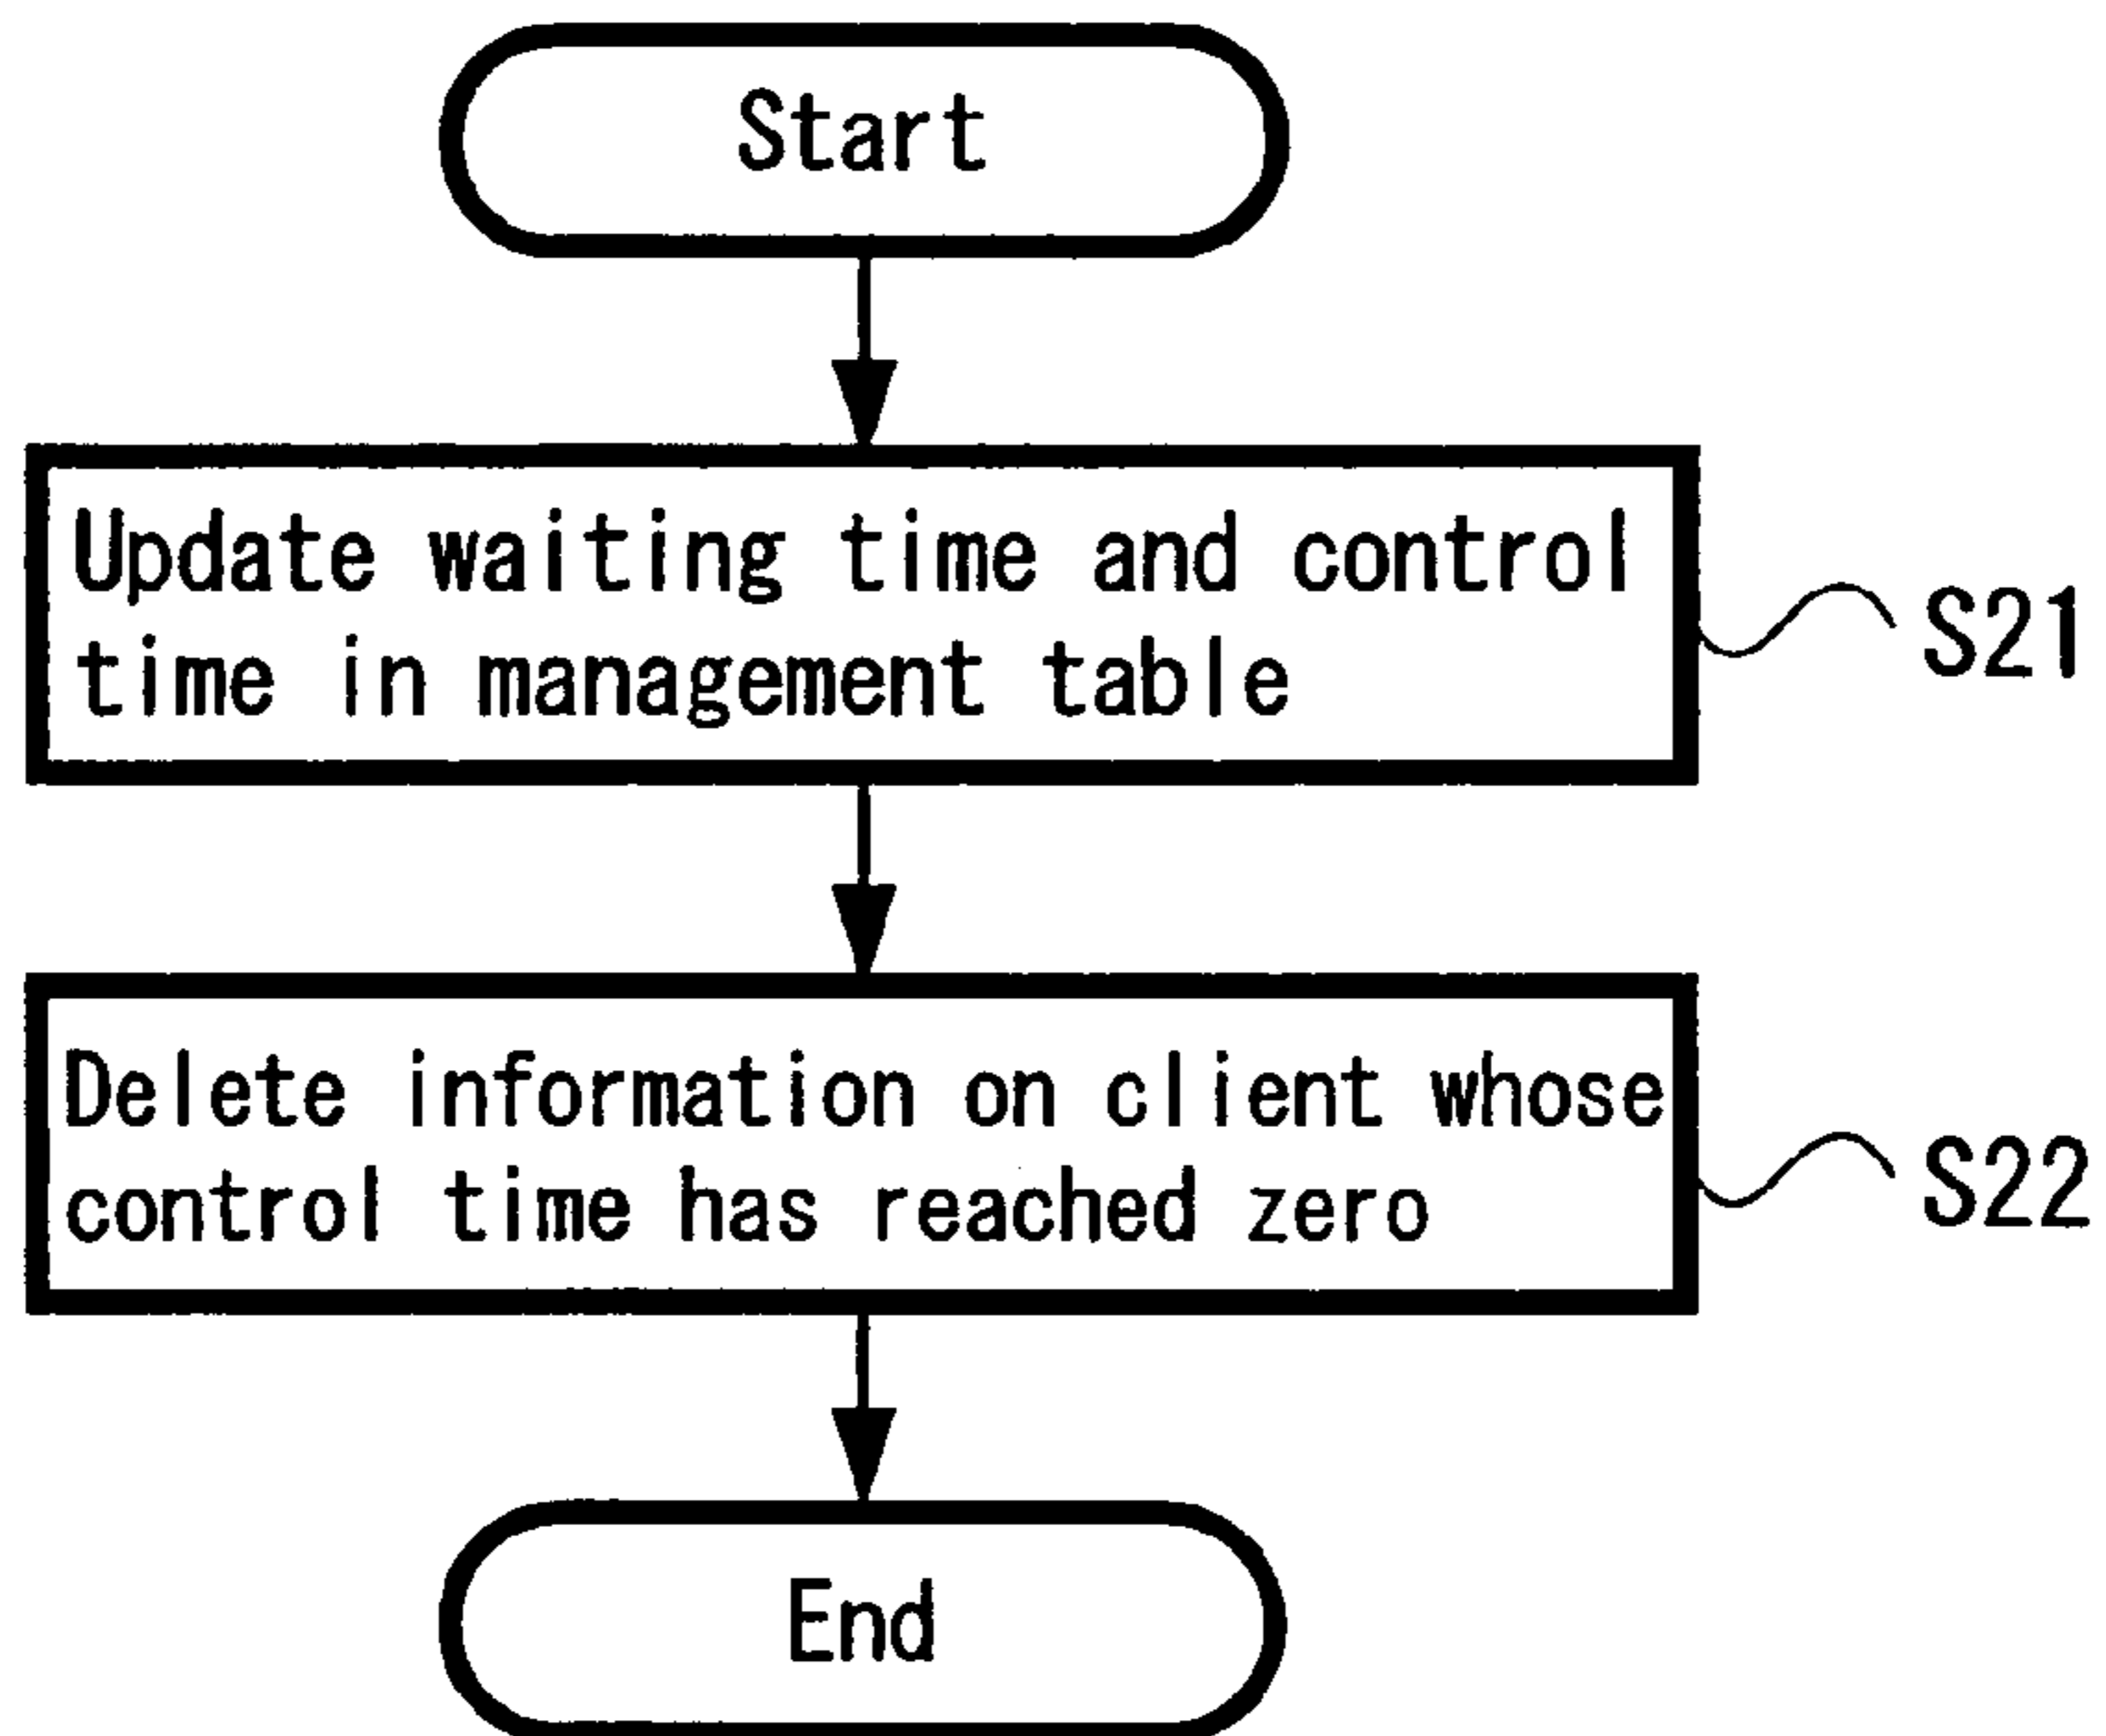 Start
Update waiting time and control
time in management table
S21
Delete information on client whose
control time has reached zero
S22
End